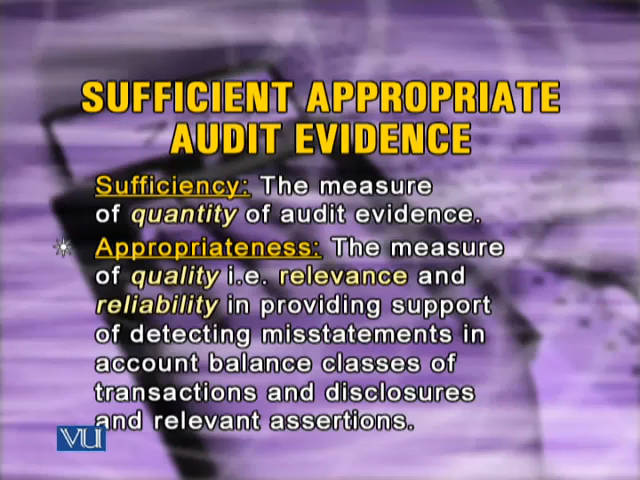 SUFFICIENT APPROPRIATE
AUDIT EVIDENCE
Sufficiency: The measure
of quantity of audit evidence.
Appropriateness: The measure
of quality i.e. relevance and
reliability in providing support
of detecting misstatements in
account balance classes of
transactions and disclosures
and relevant assertions.
VU